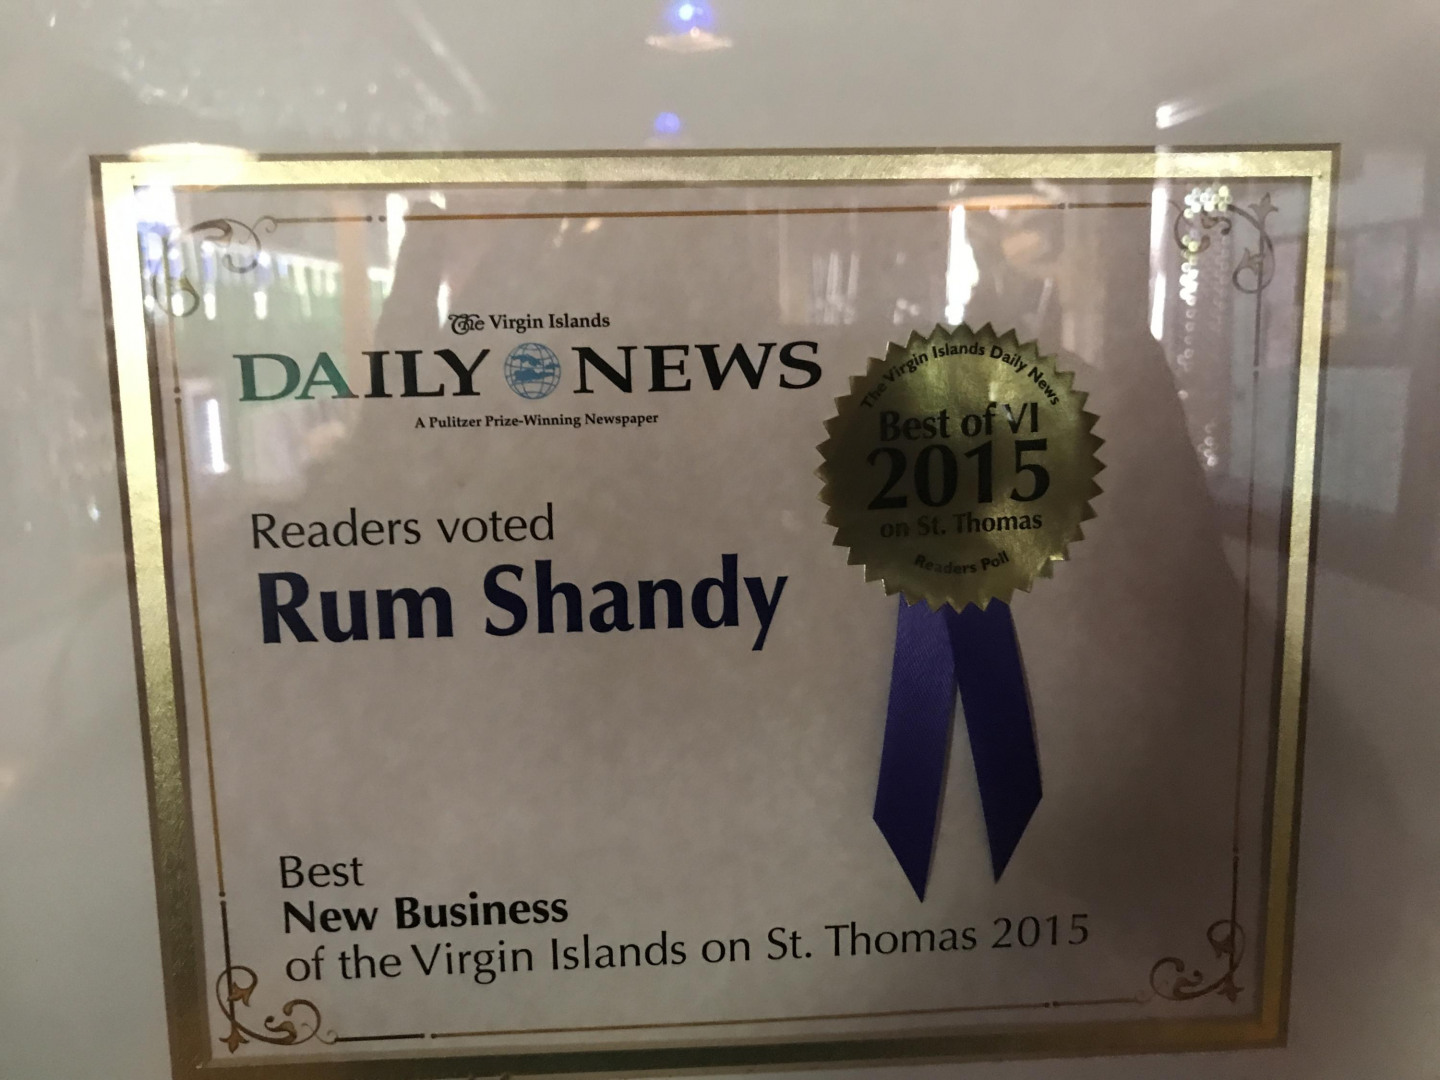 The Virgin Islands
DAILY NEWS
A Pulitzer Prize-Winning Newspaper
The Virgin Islands Daily News
Best of VI
2015
on St. Thomas
Readers Poll
Readers voted
Rum Shandy
Best
New Business
of the Virgin Islands on St. Thomas 2015